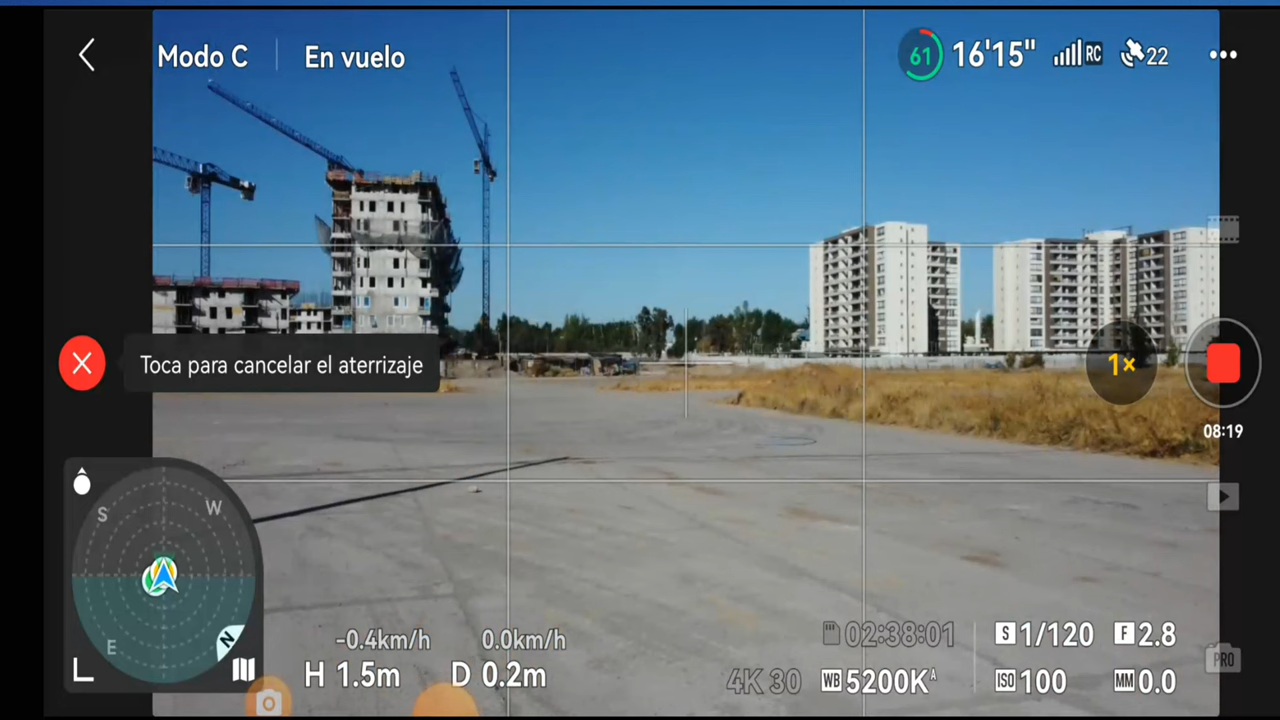 Modo C En vuelo 61 16'15" RC 22
Toca para cancelar el aterrizaje
1×
08:19
S W
E N
-0.4km/h 0.0km/h
H 1.5m D 0.2m
02:38:01 S 1/120 F 2.8
4K 30 WB 5200K A ISO 100 MM 0.0
PRO